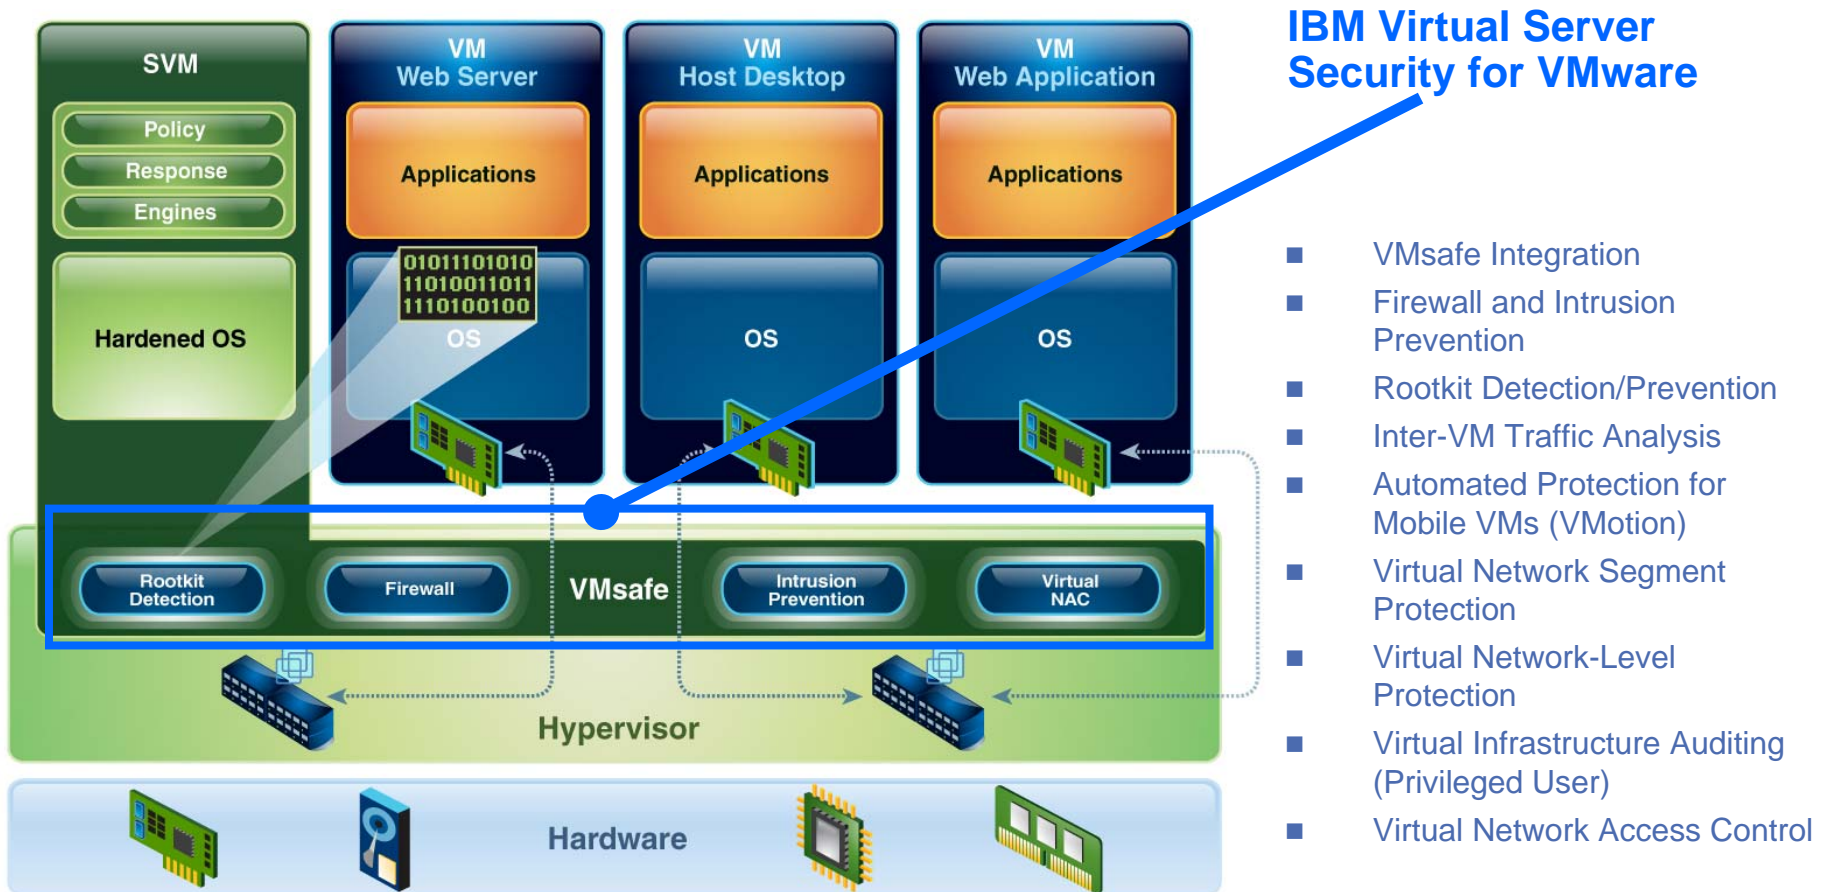 IBM Virtual Server
Security for VMware
SVM
Policy
Response
Engines
Hardened OS
VM
Web Server
Applications
01011101010
11010011011
1110100100
OS
VM
Host Desktop
Applications
OS
VM
Web Application
Applications
OS
Rootkit
Detection
Firewall
VMsafe
Intrusion
Prevention
Virtual
NAC
Hypervisor
Hardware
■ VMsafe Integration
■ Firewall and Intrusion
Prevention
■ Rootkit Detection/Prevention
■ Inter-VM Traffic Analysis
■ Automated Protection for
Mobile VMs (VMotion)
■ Virtual Network Segment
Protection
■ Virtual Network-Level
Protection
■ Virtual Infrastructure Auditing
(Privileged User)
■ Virtual Network Access Control